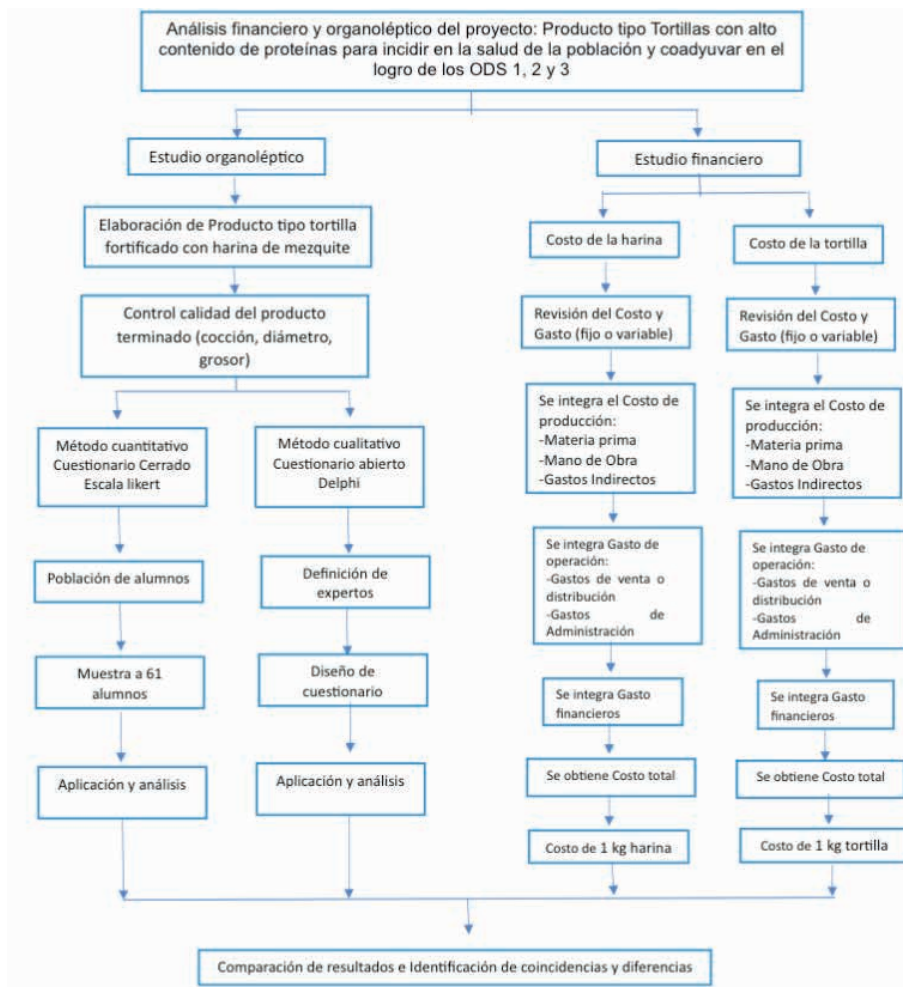 Análisis financiero y organoléptico del proyecto: Producto tipo Tortillas con alto
contenido de proteínas para incidir en la salud de la población y coadyuvar en el
logro de los ODS 1, 2 y 3
Estudio organoléptico
Estudio financiero
Elaboración de Producto tipo tortilla
fortificado con harina de mezquite
Control calidad del producto
terminado (cocción, diámetro,
grosor)
Método cuantitativo
Cuestionario Cerrado
Escala likert
Población de alumnos
Muestra a 61
alumnos
Aplicación y análisis
Método cualitativo
Cuestionario abierto
Delphi
Definición de
expertos
Diseño de
cuestionario
Aplicación y análisis
Costo de la harina
Revisión del Costo y
Gasto (fijo o variable)
Se integra el Costo de
producción:
-Materia prima
-Mano de Obra
-Gastos Indirectos
Se integra Gasto de
operación:
-Gastos de venta o
distribución
-Gastos de
Administración
Se integra Gasto
financieros
Se obtiene Costo total
Costo de 1 kg harina
Costo de la tortilla
Revisión del Costo y
Gasto (fijo o variable)
Se integra el Costo de
producción:
-Materia prima
-Mano de Obra
-Gastos Indirectos
Se integra Gasto de
operación:
-Gastos de venta o
distribución
-Gastos de
Administración
Se integra Gasto
financieros
Se obtiene Costo total
Costo de 1 kg tortilla
Comparación de resultados e Identificación de coincidencias y diferencias